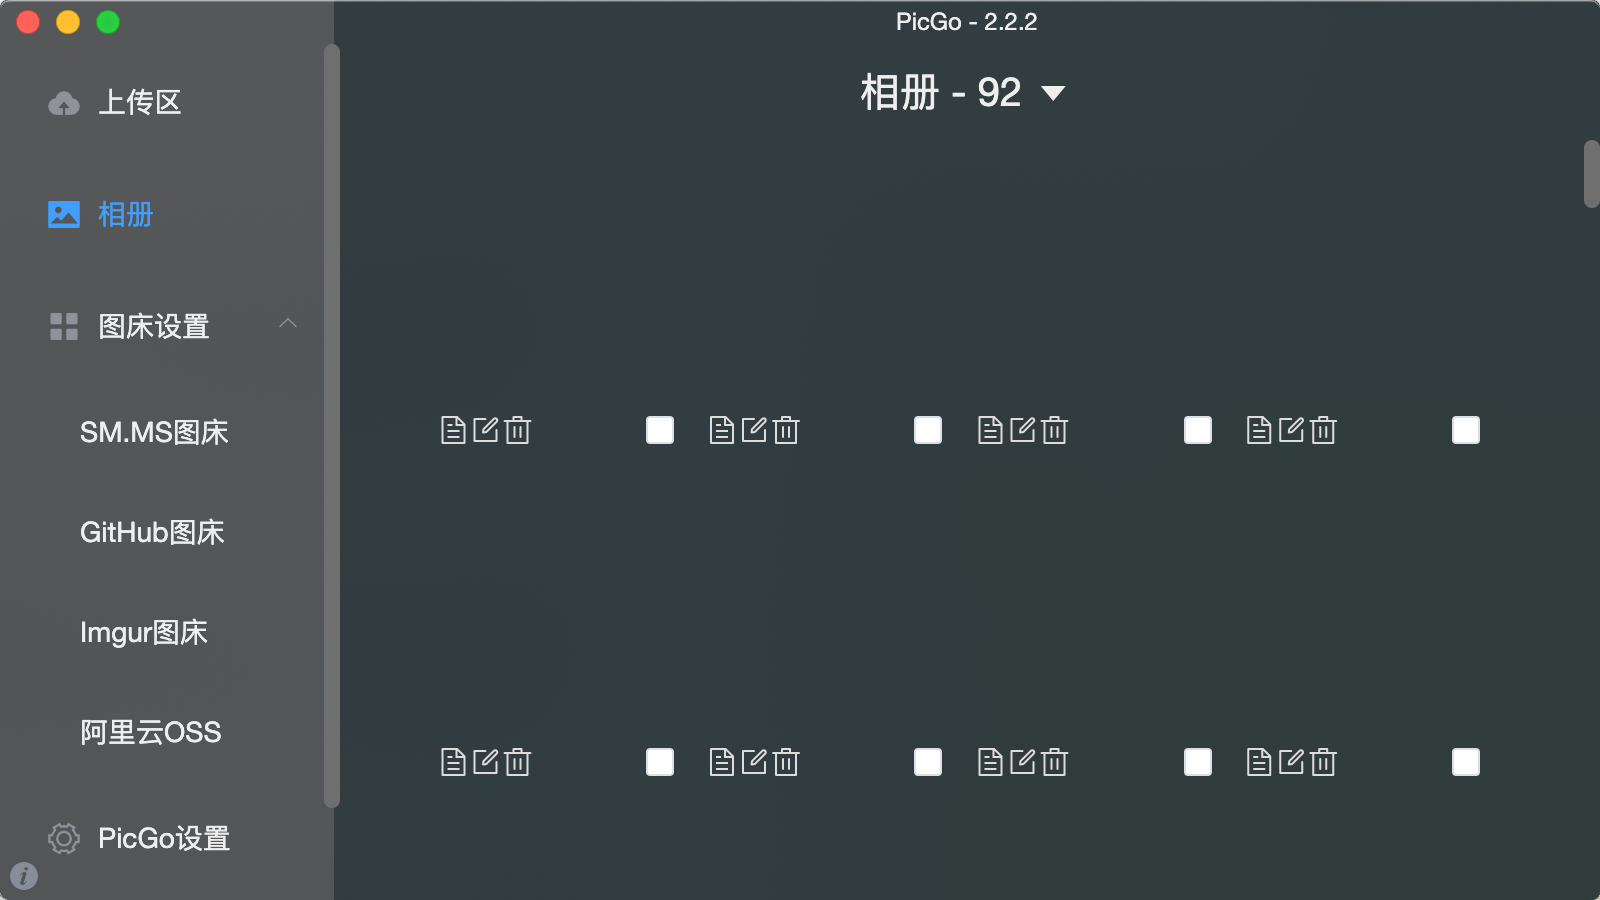 PicGo - 2.2.2
相册 - 92
上传区
相册
图床设置
SM.MS图床
GitHub图床
Imgur图床
阿里云OSS
PicGo设置